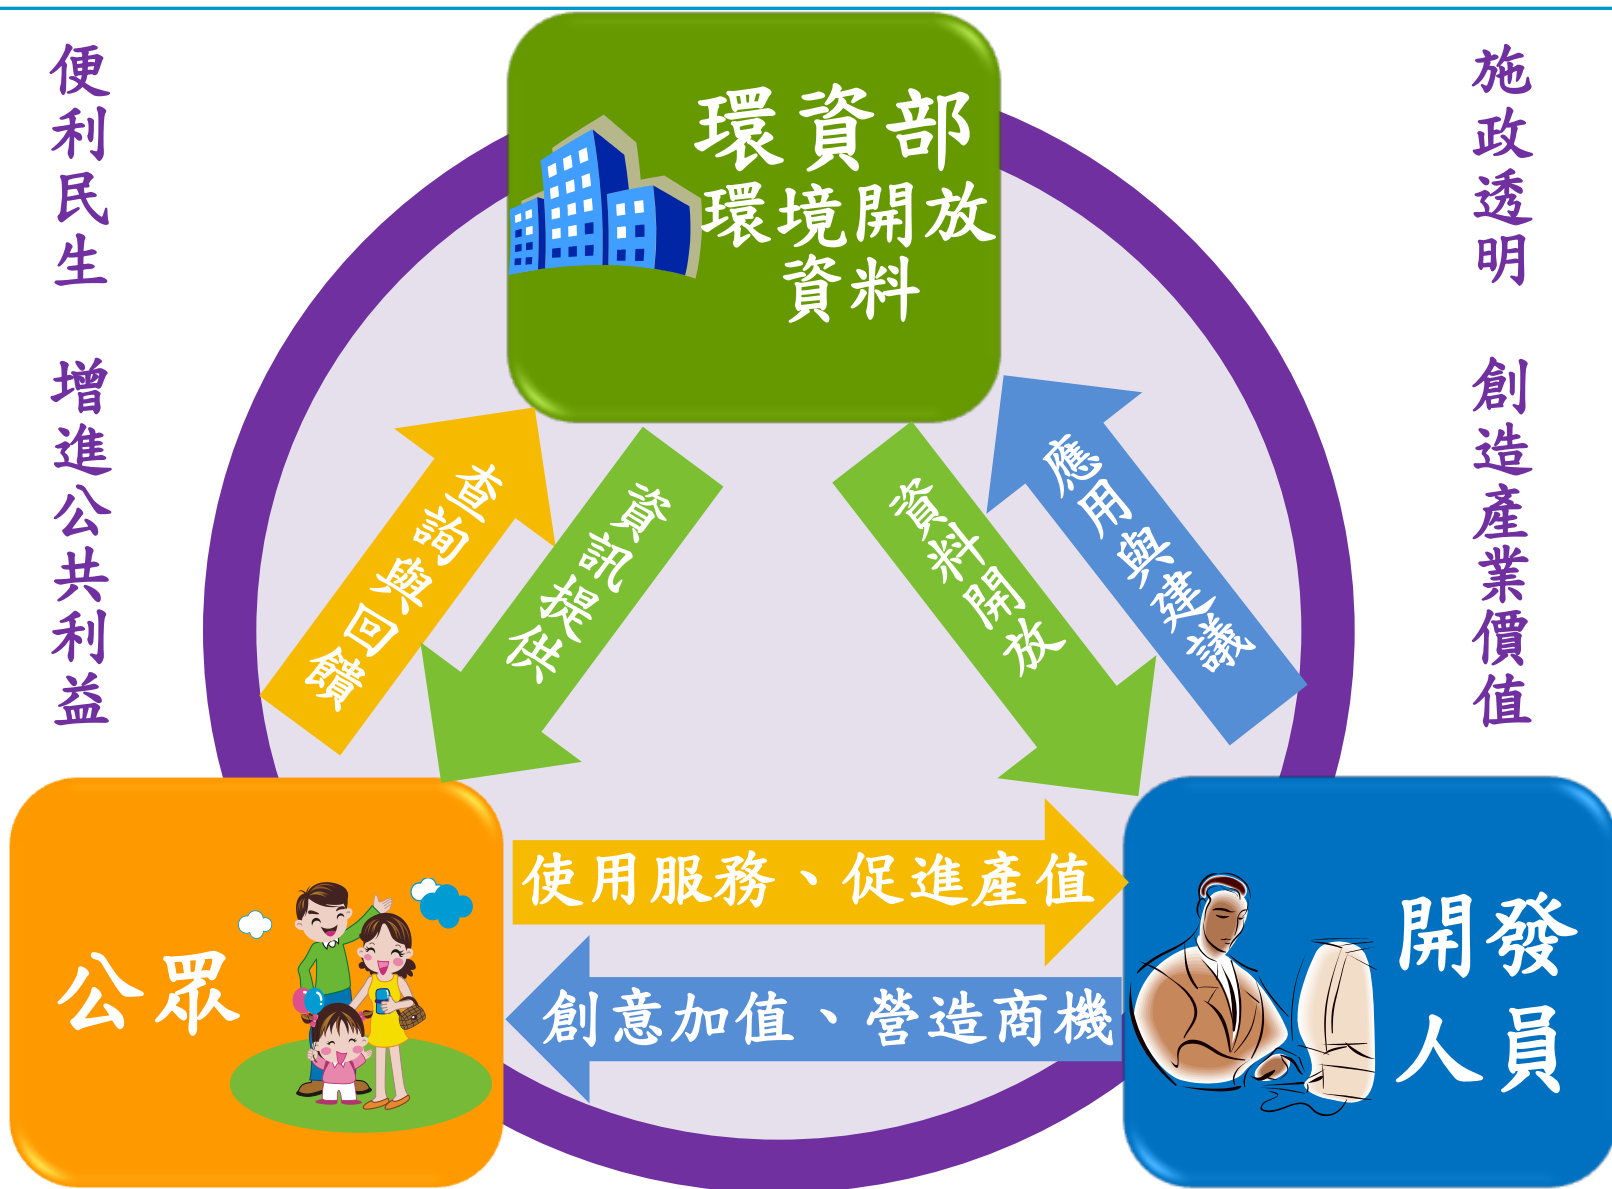 便利民生 增進公共利益
施政透明 創造產業價值
環資部
環境開放
資料
查詢與回饋
資訊提供
資料開放
應用與建議
使用服務、促進產值
創意加值、營造商機
公眾
開發
人員